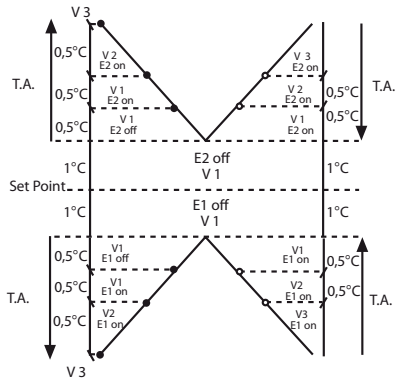 V 3
0,5°C
V 2
E2 on
V 3
E2 on
T.A.
0,5°C
V 1
E2 on
V 2
E2 on
0,5°C
T.A.
0,5°C
V 1
E2 off
V 1
E2 on
0,5°C
1°C
E2 off
V 1
1°C
Set Point
1°C
E1 off
V 1
1°C
0,5°C
V1
E1 off
V1
E1 on
0,5°C
T.A.
0,5°C
V1
E1 on
V2
E1 on
0,5°C
T.A.
0,5°C
V2
E1 on
V3
E1 on
V 3